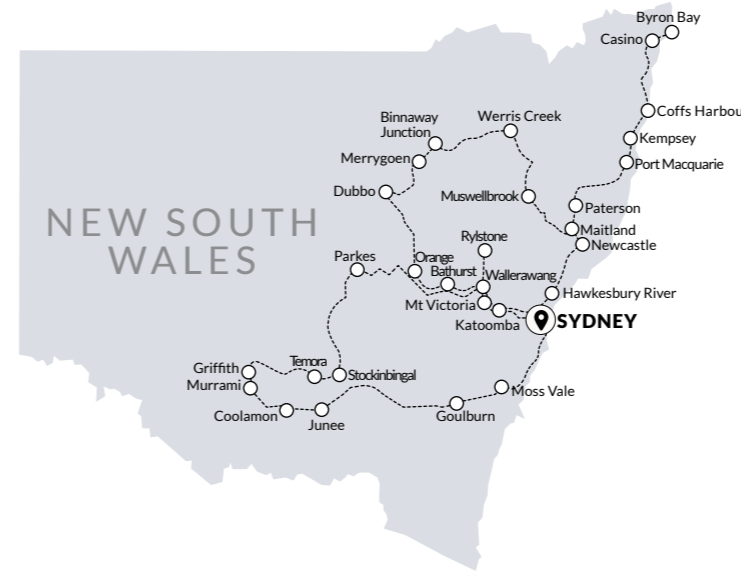 Byron Bay
Casino
Coffs Harbou
Kempsey
Port Macquarie
Werris Creek
Binnaway
Junction
Merrygoen
Dubbo
Muswellbrook
Paterson
Maitland
Newcastle
NEW SOUTH
WALES
Rylstone
Parkes
Orange
Bathurst
Wallerawang
Mt Victoria
Katoomba
Hawkesbury River
SYDNEY
Temora
Griffith
Stockinbingal
Murrami
Moss Vale
Coolamon
Junee
Goulburn